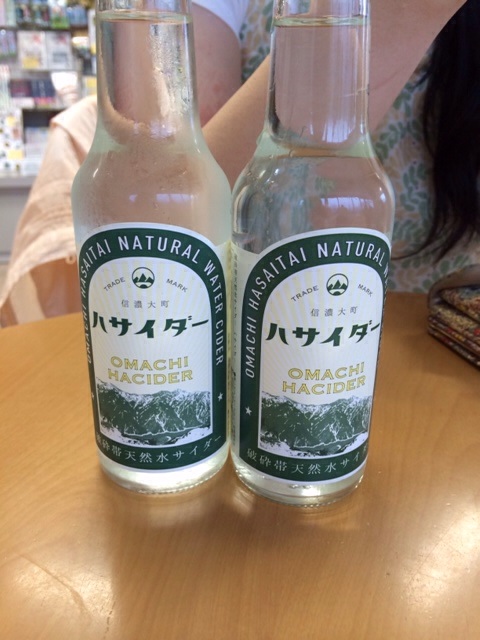 OMACHI HASAITAI NATURAL WATER CIDER
TRADE MARK
信濃大町
ハサイダー
OMACHI
HACIDER
破砕帯天然水サイダー
OMACHI HASAITAI NATURAL
TRADE MARK
信濃大町
ハサイダー
OMACHI
HACIDER
破砕帯天然水サイ